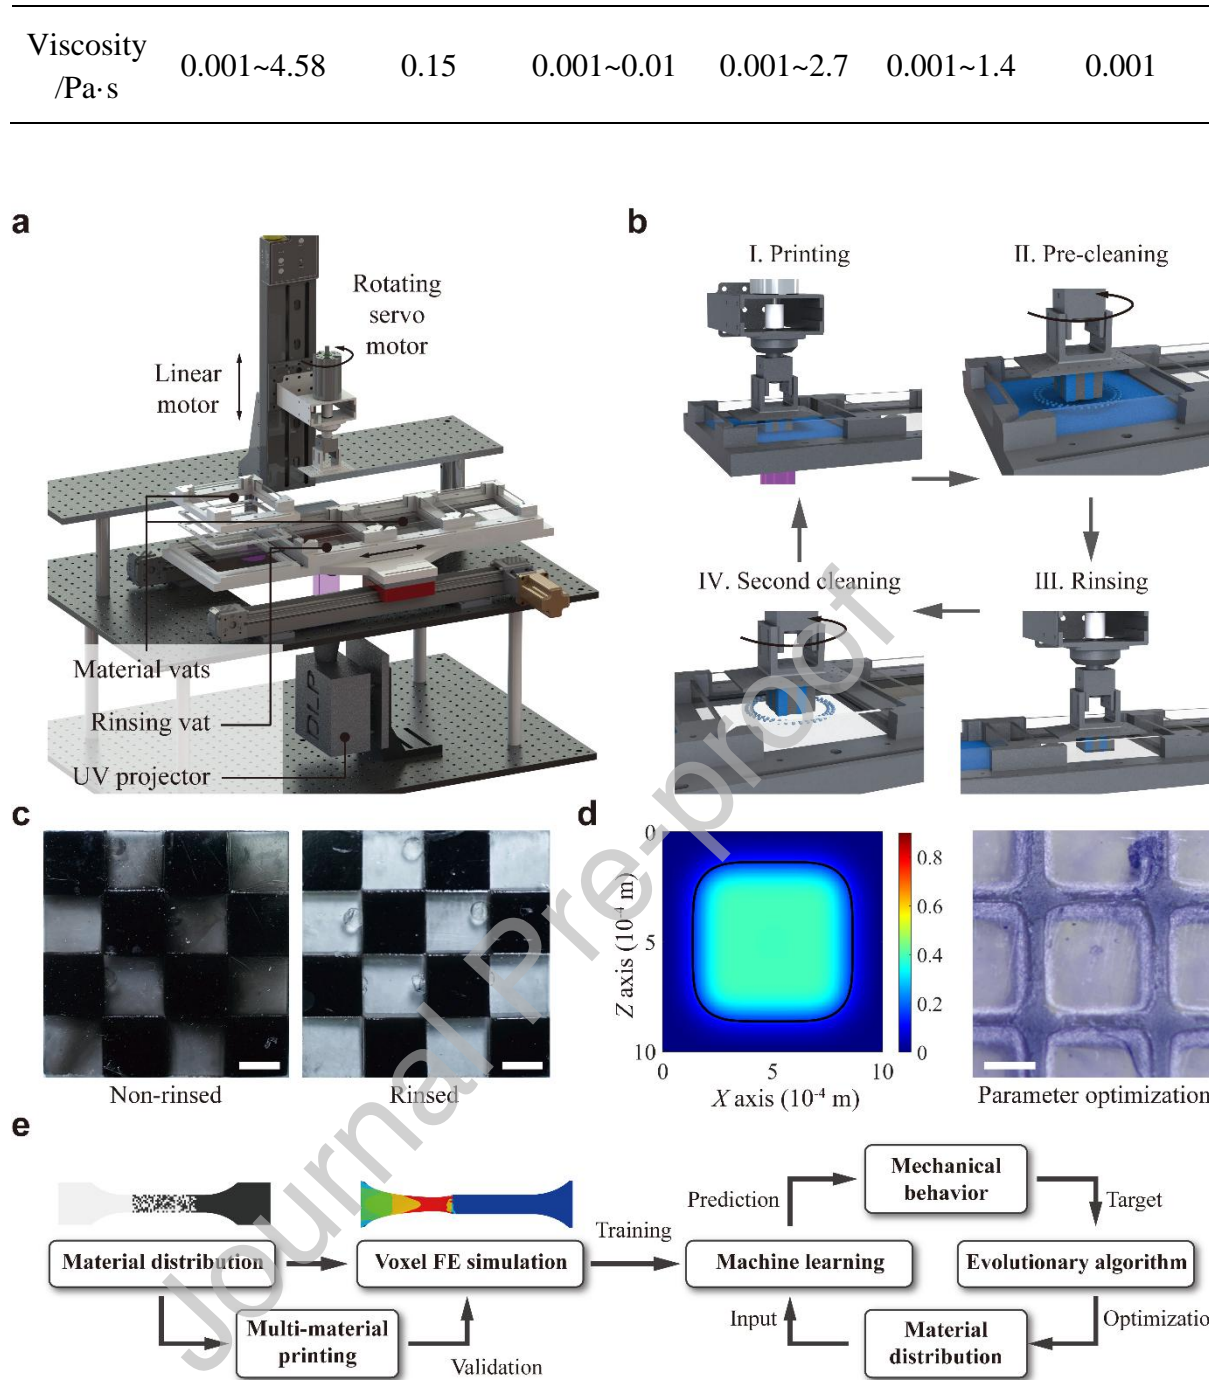 Viscosity
/Pa·s
0.001~4.58 0.15 0.001~0.01 0.001~2.7 0.001~1.4 0.001
a
Rotating
servo
motor
Linear
motor
Material vats
Rinsing vat
UV projector
DLP
b
I. Printing
II. Pre-cleaning
IV. Second cleaning
III. Rinsing
c
Non-rinsed
Rinsed
d
0
5
10
Z axis (10⁻⁴ m)
0 5 10
X axis (10⁻⁴ m)
0.8
0.6
0.4
0.2
0
Parameter optimization
e
Material distribution
Voxel FE simulation
Multi-material
printing
Validation
Training
Machine learning
Prediction
Mechanical
behavior
Target
Evolutionary algorithm
Optimizatio
Material
distribution
Input
Journal Pre-proof